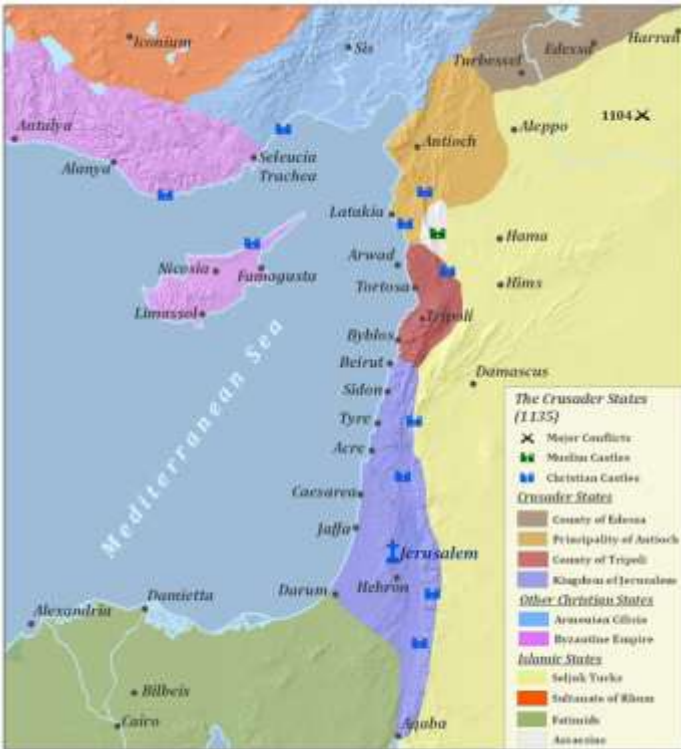 Iconium
Sis
Turbessel
Edessa
Harran
Antalya
Alanya
Seleucia
Trachea
Antioch
Aleppo
1104
Latakia
Hama
Arwad
Nicosia
Famagusta
Tortosa
Hims
Limassol
Tripoli
Byblos
Beirut
Damascus
Sidon
Tyre
Acre
Mediterranean Sea
Caesarea
Jaffa
Jerusalem
Hebron
Darum
Damietta
Alexandria
Bilbeis
Cairo
Aqaba
The Crusader States
(1135)
Major Conflicts
Muslim Castles
Christian Castles
Crusader States
County of Edessa
Principality of Antioch
County of Tripoli
Kingdom of Jerusalem
Other Christian States
Armenian Cilicia
Byzantine Empire
Islamic States
Seljuk Turks
Sultanate of Rhum
Fatimids
Assassins